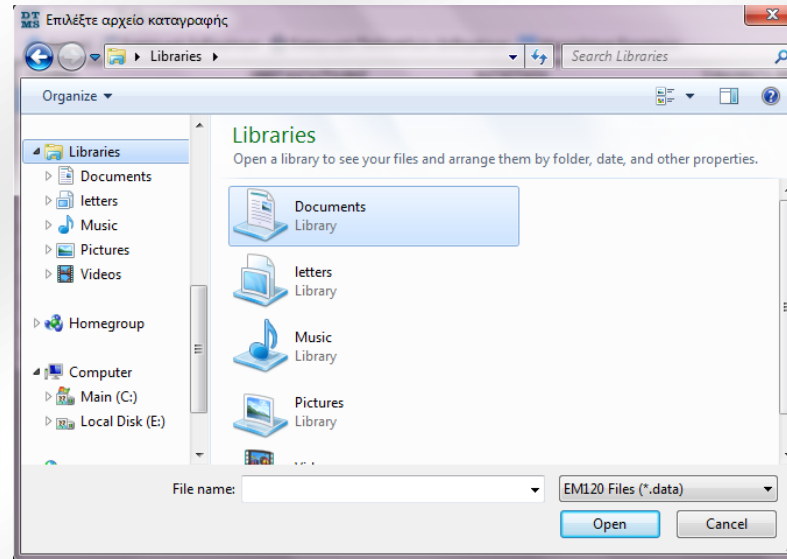 DT MS Επιλέξτε αρχείο καταγραφής
Libraries
Search Libraries
Organize
Libraries
Documents
letters
Music
Pictures
Videos
Homegroup
Computer
Main (C:)
Local Disk (E:)
Libraries
Open a library to see your files and arrange them by folder, date, and other properties.
Documents
Library
letters
Library
Music
Library
Pictures
Library
File name:
EM120 Files (*.data)
Open
Cancel